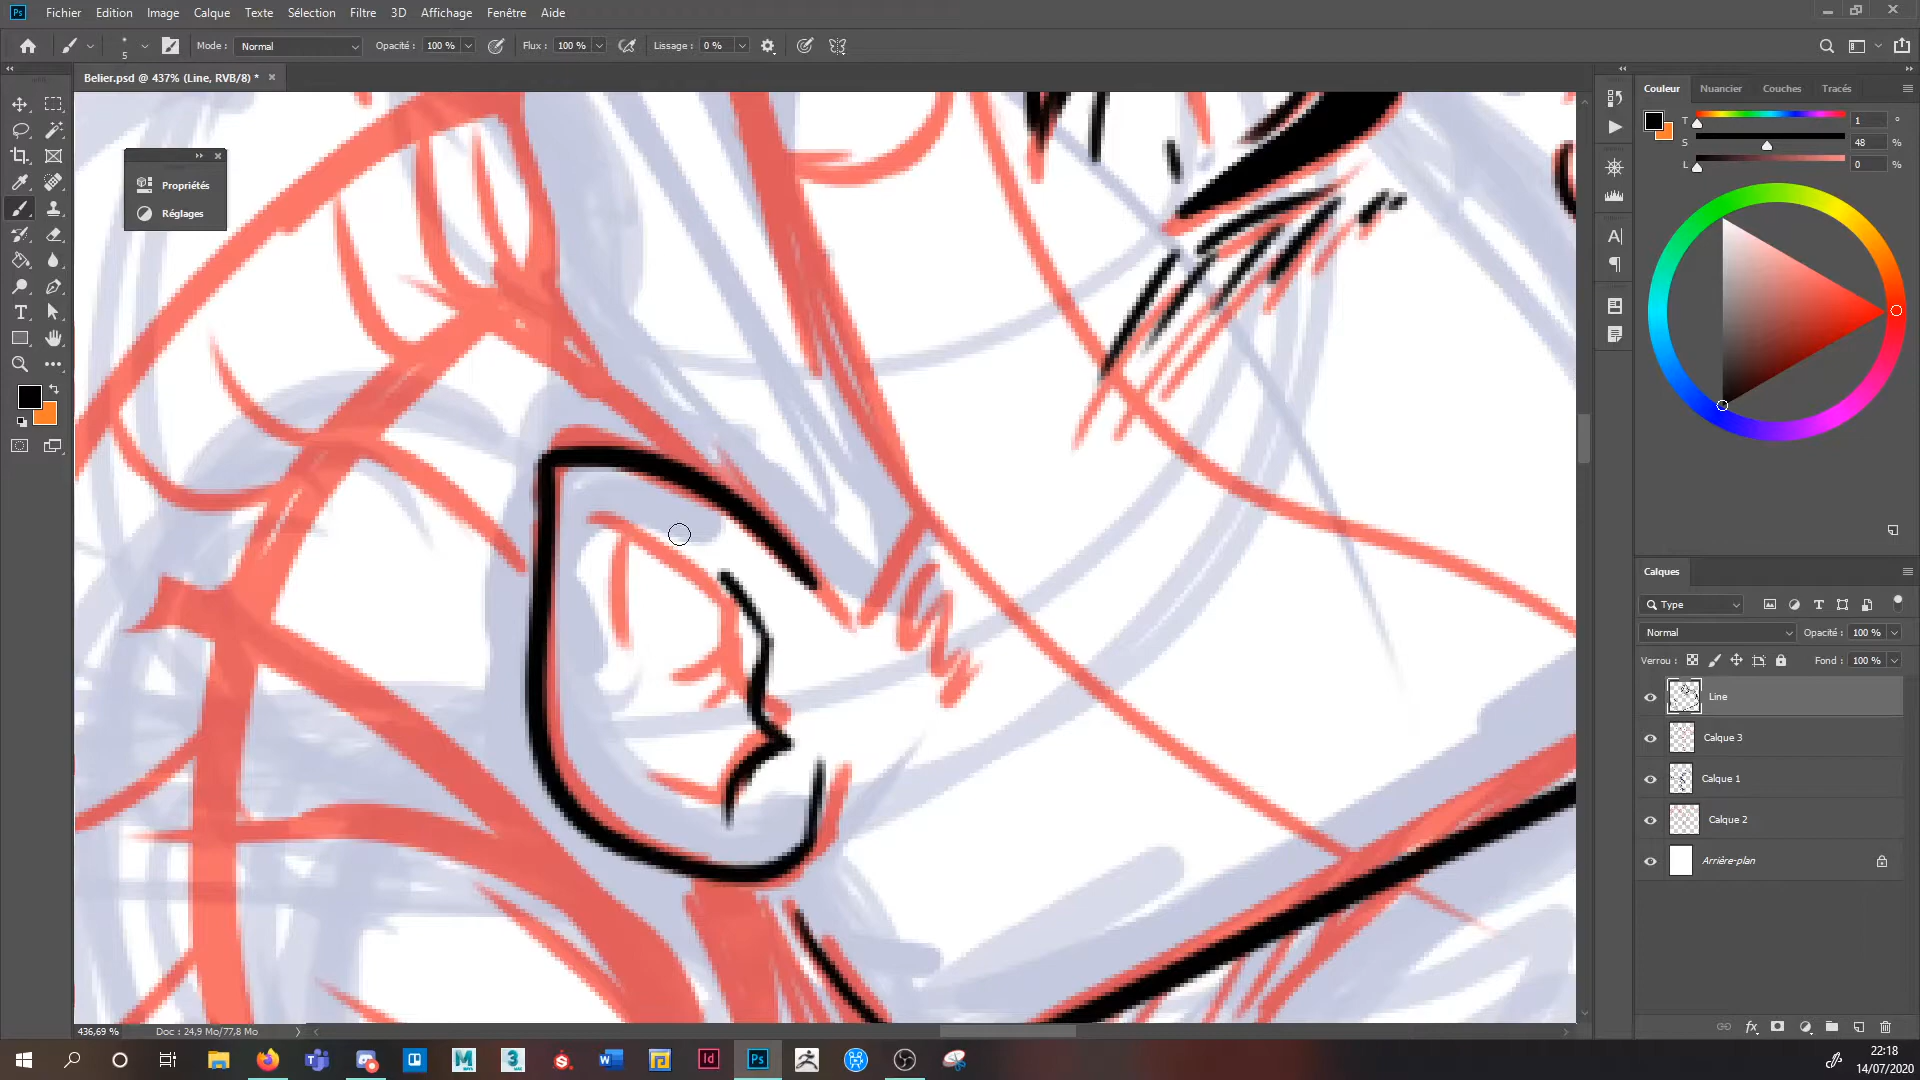 Ps Fichier Edition Image Calque Texte Sélection Filtre 3D Affichage Fenêtre Aide
5 Mode : Normal Opacité : 100 % Flux : 100 % Lissage : 0 %
Belier.psd @ 437% (Line, RVB/8) *
Propriétés
Réglages
Couleur Nuancier Couches Tracés
T 1 °
S 48 %
L 0 %
Calques
Type
Normal Opacité : 100 %
Verrou : Fond : 100 %
Line
Calque 3
Calque 1
Calque 2
Arrière-plan
436,69 % Doc : 24,9 Mo/77,8 Mo
22:18
14/07/2020